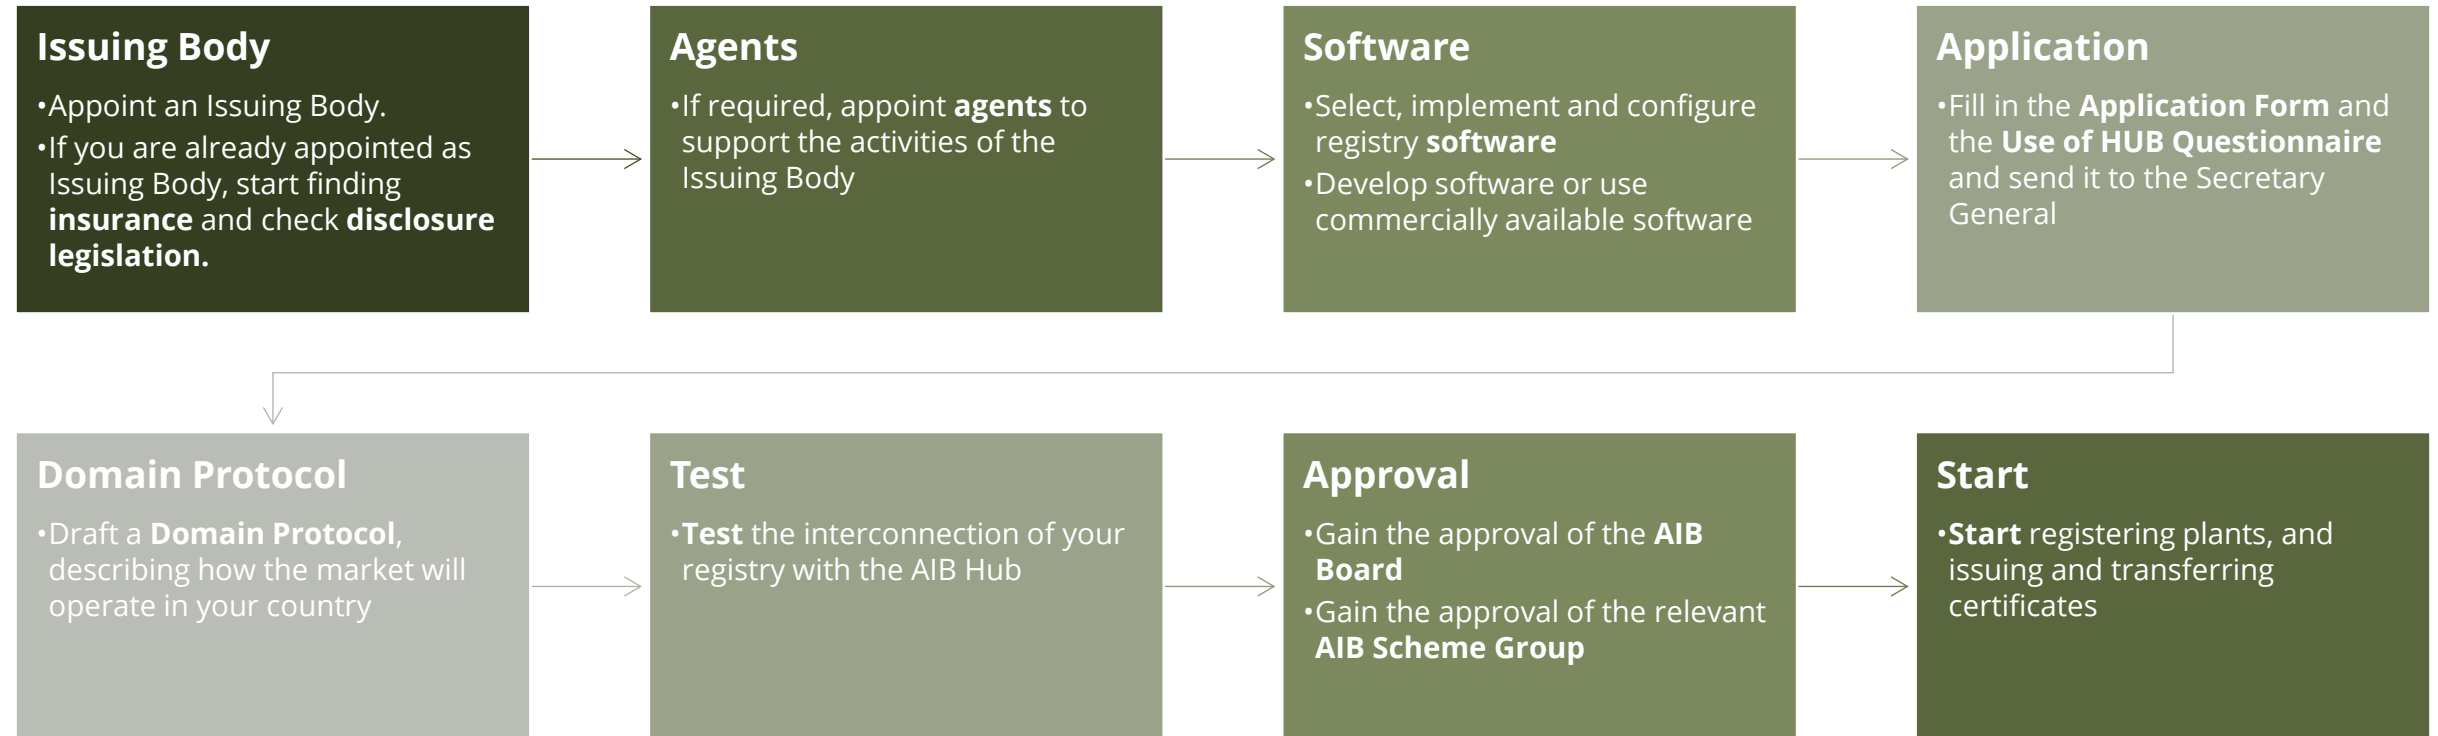 Issuing Body
•Appoint an Issuing Body.
•If you are already appointed as
Issuing Body, start finding
insurance and check disclosure
legislation.
Agents
•If required, appoint agents to
support the activities of the
Issuing Body
Software
•Select, implement and configure
registry software
•Develop software or use
commercially available software
Application
•Fill in the Application Form and
the Use of HUB Questionnaire
and send it to the Secretary
General
Domain Protocol
•Draft a Domain Protocol,
describing how the market will
operate in your country
Test
•Test the interconnection of your
registry with the AIB Hub
Approval
•Gain the approval of the AIB
Board
•Gain the approval of the relevant
AIB Scheme Group
Start
•Start registering plants, and
issuing and transferring
certificates